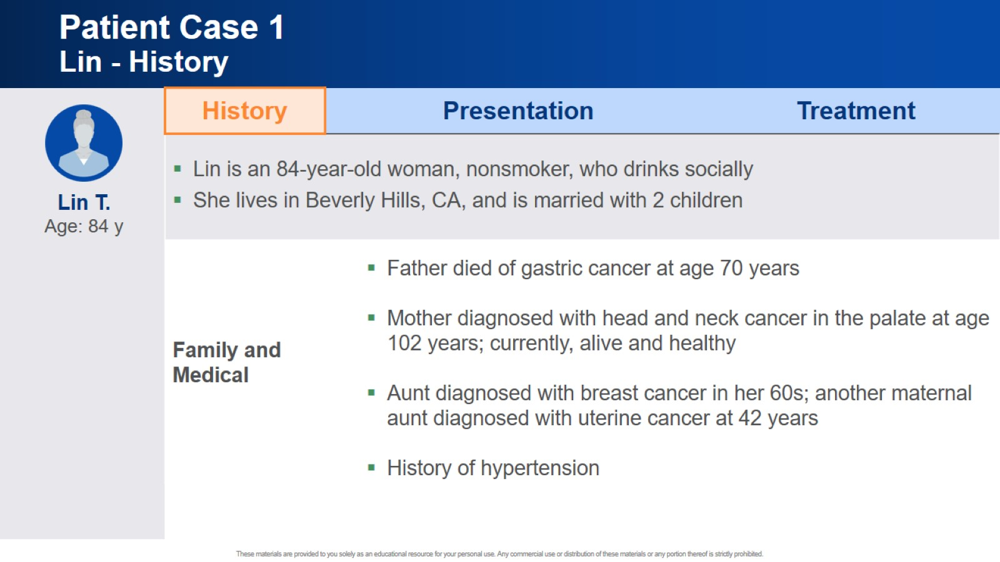 Patient Case 1
Lin - History
History
Presentation
Treatment
Lin T.
Age: 84 y
▪ Lin is an 84-year-old woman, nonsmoker, who drinks socially
▪ She lives in Beverly Hills, CA, and is married with 2 children
Family and
Medical
▪ Father died of gastric cancer at age 70 years
▪ Mother diagnosed with head and neck cancer in the palate at age
102 years; currently, alive and healthy
▪ Aunt diagnosed with breast cancer in her 60s; another maternal
aunt diagnosed with uterine cancer at 42 years
▪ History of hypertension
These materials are provided to you solely as an educational resource for your personal use. Any commercial use or distribution of these materials or any portion thereof is strictly prohibited.